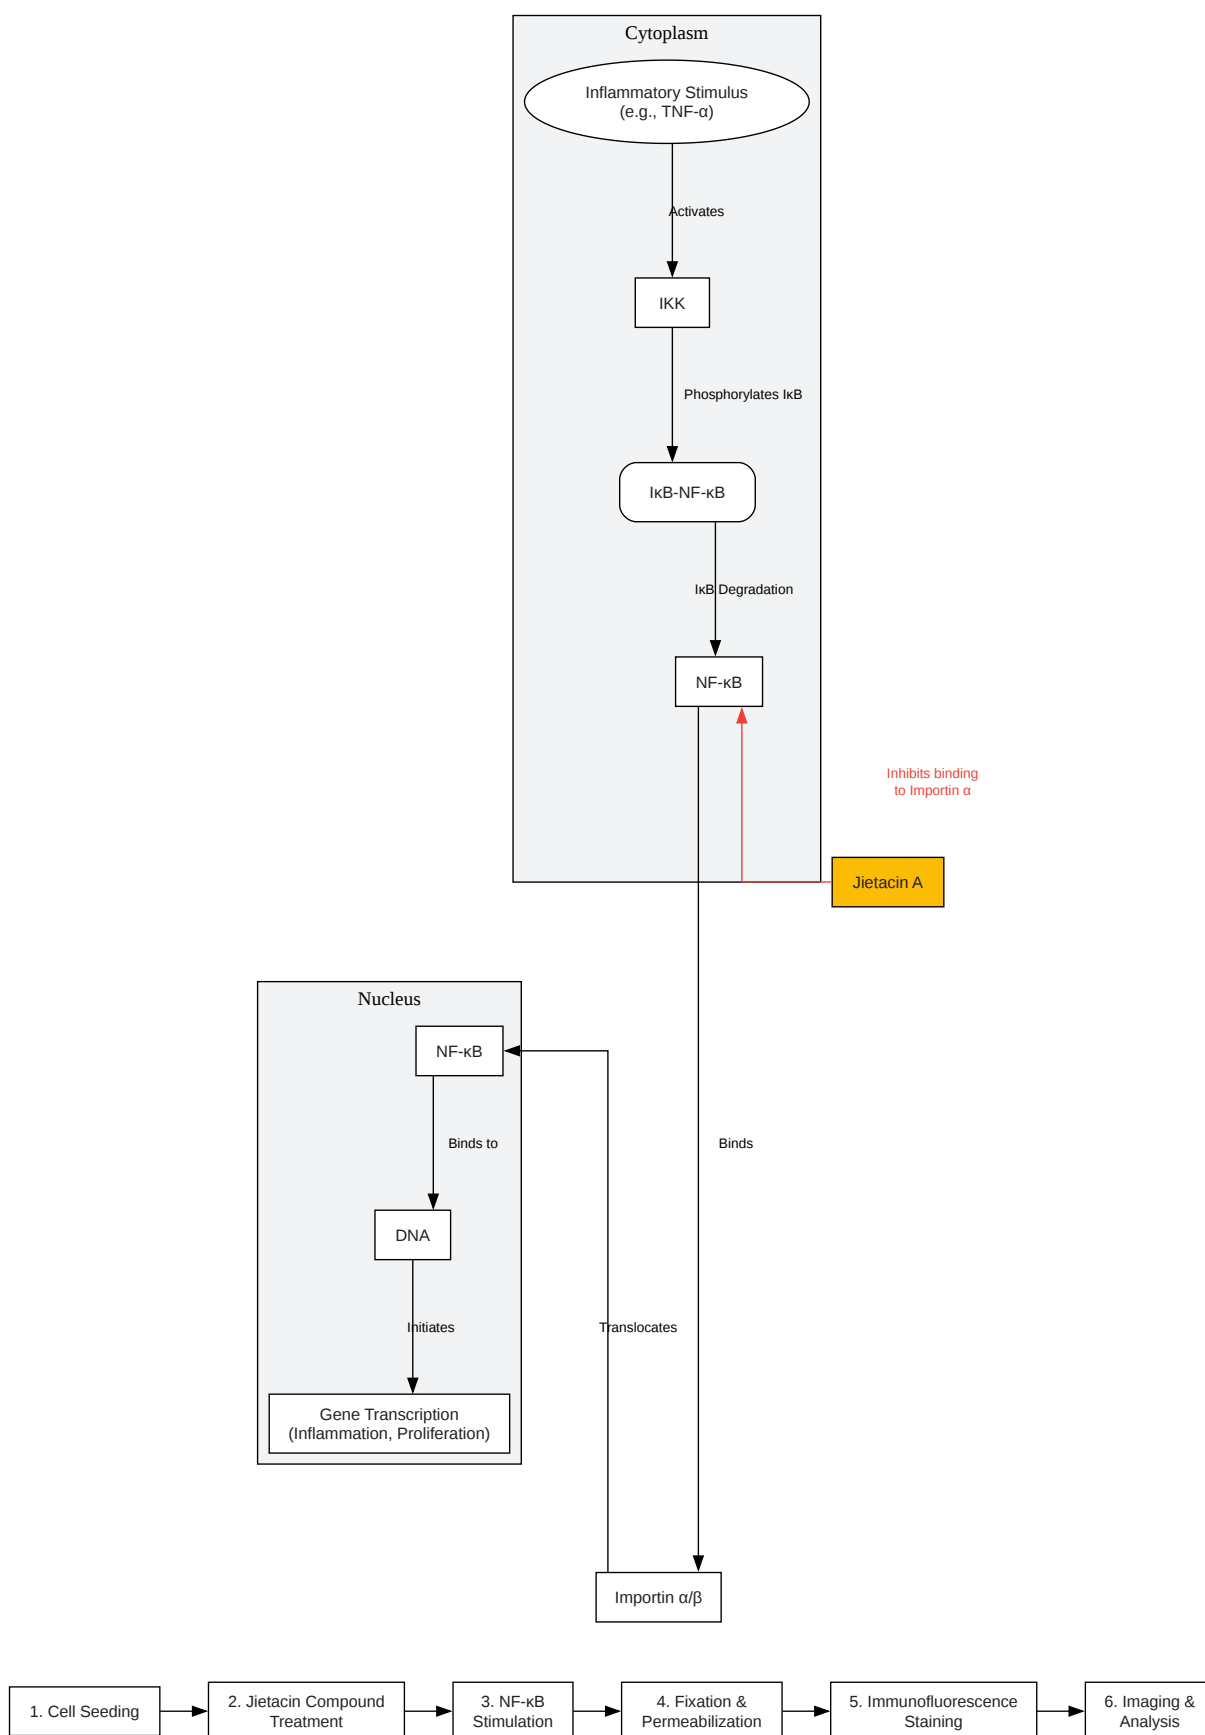 Cytoplasm
Inflammatory Stimulus
(e.g., TNF-α)
Activates
IKK
Phosphorylates IκB
IκB-NF-κB
IκB Degradation
NF-κB
Inhibits binding
to Importin α
Jietacin A
Nucleus
NF-κB
Binds to
Binds
DNA
Initiates
Translocates
Gene Transcription
(Inflammation, Proliferation)
Importin α/β
1. Cell Seeding
2. Jietacin Compound
Treatment
3. NF-κB
Stimulation
4. Fixation &
Permeabilization
5. Immunofluorescence
Staining
6. Imaging &
Analysis